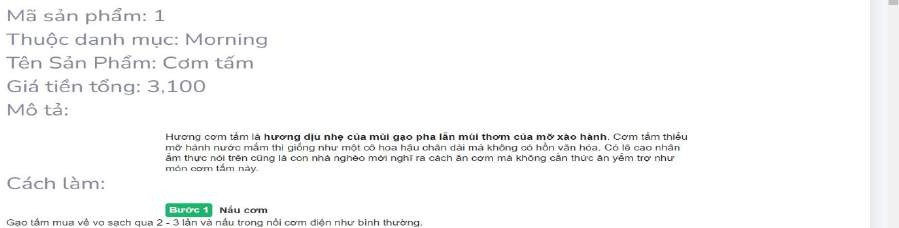 Mã sản phẩm: 1
Thuộc danh mục: Morning
Tên Sản Phẩm: Cơm tấm
Giá tiền tổng: 3,100
Mô tả:
Hương cơm tấm là hương dịu nhẹ của mùi gạo pha lẫn mùi thơm của mỡ xào hành. Cơm tấm thiếu
mỡ hành nước mắm thì giống như một cô hoa hậu chân dài mà không có hồn văn hóa. Có lẽ cao nhân
ẩm thực nói trên cũng là con nhà nghèo mới nghĩ ra cách ăn cơm mà không cần thức ăn yểm trợ như
món cơm tấm này.
Cách làm:
Bước 1 Nấu cơm
Gạo tấm mua về vo sạch qua 2 - 3 lần và nấu trong nồi cơm điện như bình thường.